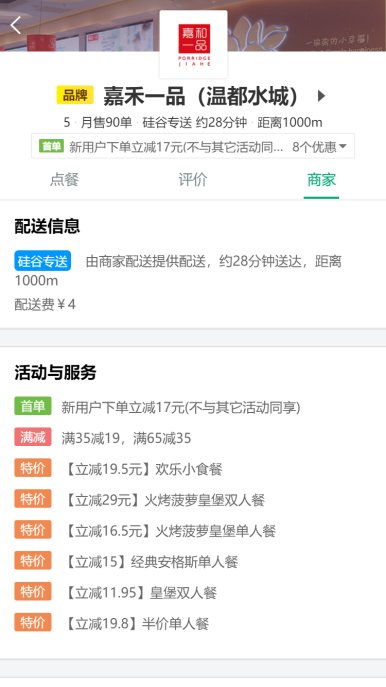 嘉和
一品
PORRIDGE
JIAHE
品牌 嘉禾一品（温都水城）
5 · 月售90单 · 硅谷专送 约28分钟 · 距离1000m
首单 新用户下单立减17元(不与其它活动同... 8个优惠
点餐 评价 商家
配送信息
硅谷专送 由商家配送提供配送，约28分钟送达，距离
1000m
配送费￥4
活动与服务
首单 新用户下单立减17元(不与其它活动同享)
满减 满35减19，满65减35
特价 【立减19.5元】欢乐小食餐
特价 【立减29元】火烤菠萝皇堡双人餐
特价 【立减16.5元】火烤菠萝皇堡单人餐
特价 【立减15】经典安格斯单人餐
特价 【立减11.95】皇堡双人餐
特价 【立减19.8】半价单人餐